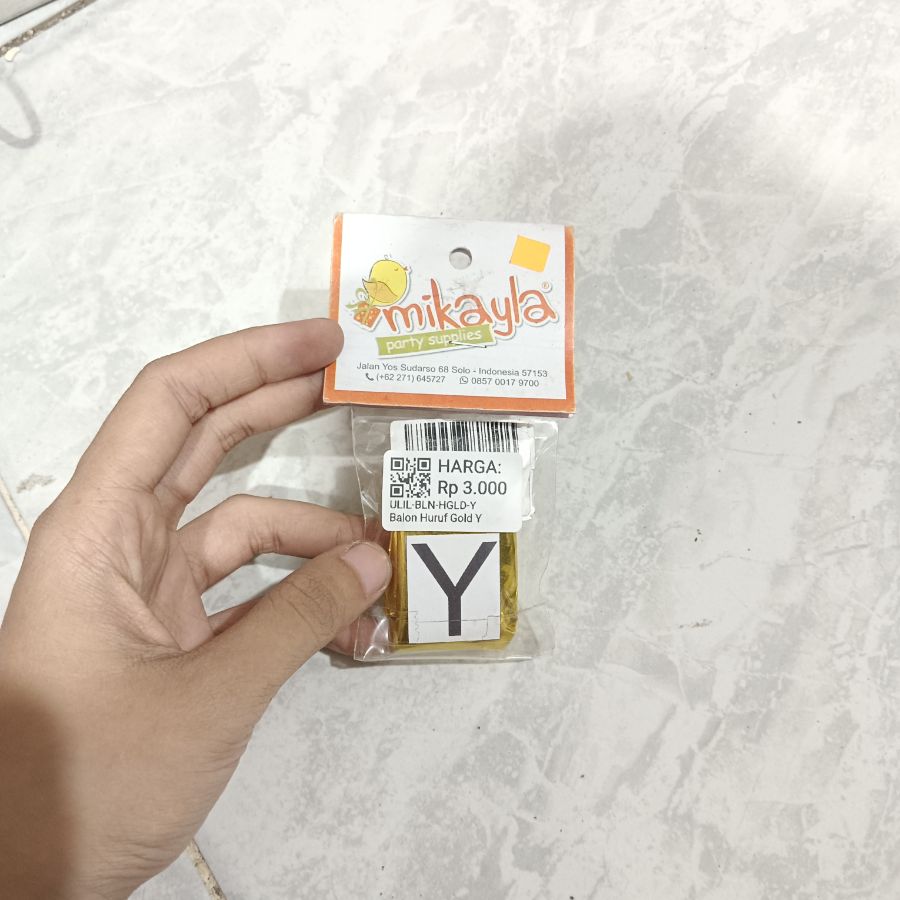 mikayla®
party supplies
Jalan Yos Sudarso 68 Solo - Indonesia 57153
(+62 271) 645727 0857 0017 9700
HARGA:
Rp 3.000
ULIL-BLN-HGLD-Y
Balon Huruf Gold Y
Y